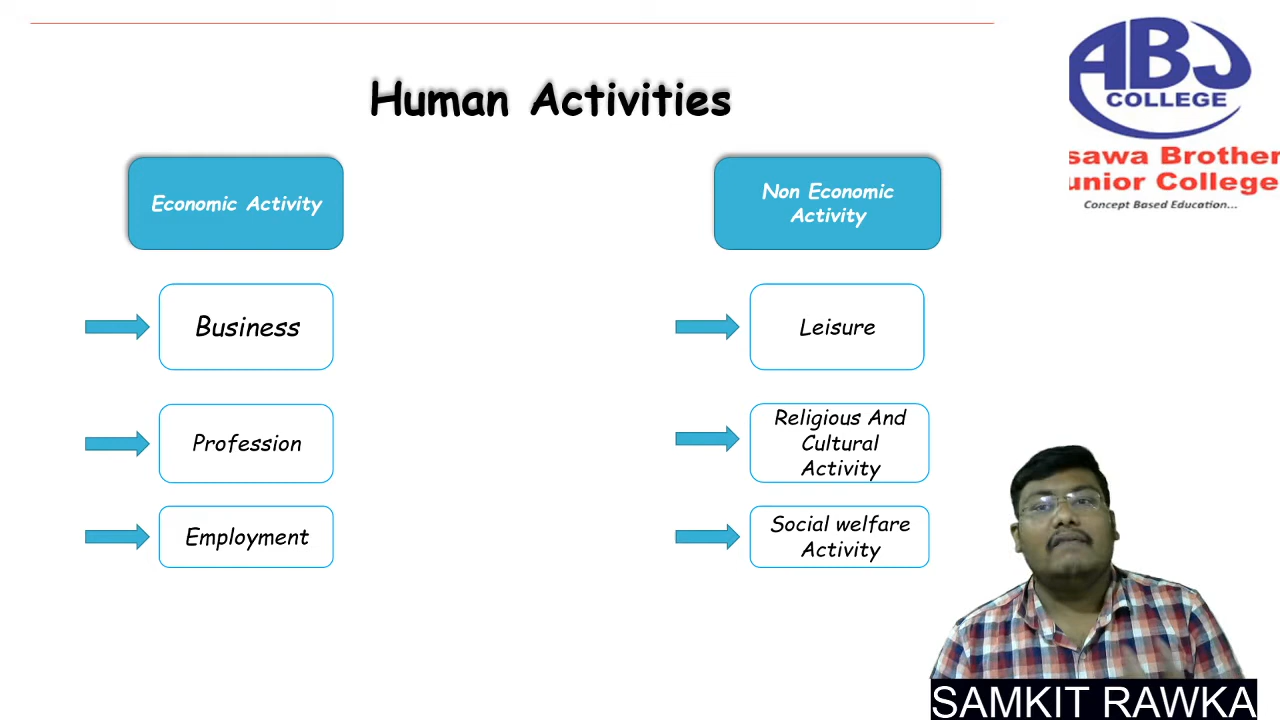 Human Activities
ABJ
COLLEGE
sawa Brother
unior College
Concept Based Education...
Economic Activity
Non Economic
Activity
Business
Leisure
Profession
Religious And
Cultural
Activity
Employment
Social welfare
Activity
SAMKIT RAWKA